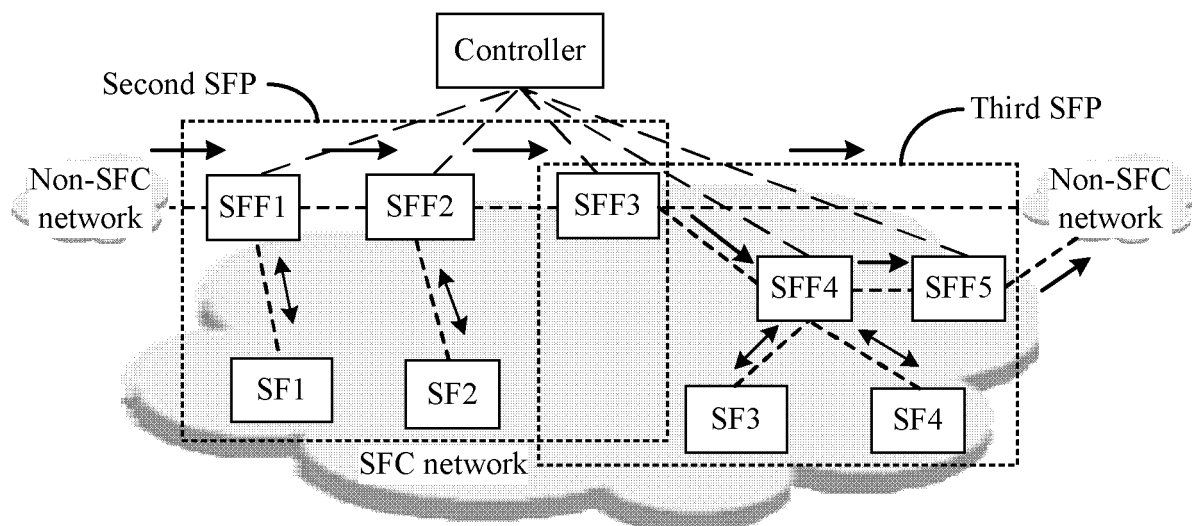 Controller
Second SFP
Third SFP
Non-SFC
network
SFF1
SFF2
SFF3
Non-SFC
network
SFF4
SFF5
SF1
SF2
SF3
SF4
SFC network